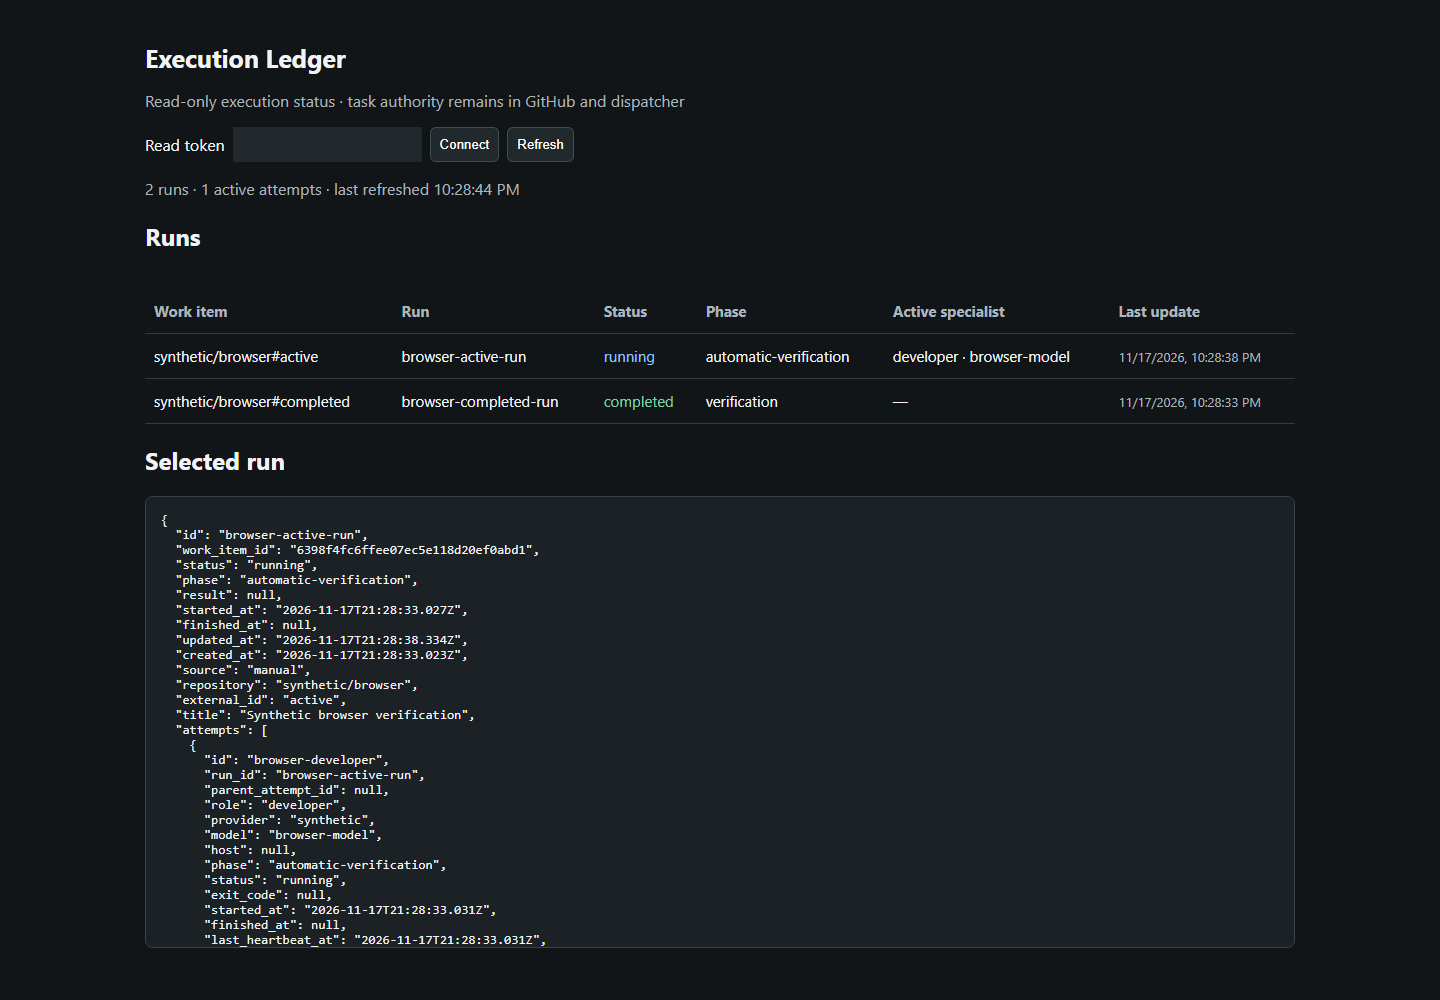 Execution Ledger
Read-only execution status · task authority remains in GitHub and dispatcher
Read token Connect Refresh
2 runs · 1 active attempts · last refreshed 10:28:44 PM
Runs
Work item Run Status Phase Active specialist Last update
synthetic/browser#active browser-active-run running automatic-verification developer · browser-model 11/17/2026, 10:28:38 PM
synthetic/browser#completed browser-completed-run completed verification — 11/17/2026, 10:28:33 PM
Selected run
{
  "id": "browser-active-run",
  "work_item_id": "6398f4fc6ffee07ec5e118d20ef0abd1",
  "status": "running",
  "phase": "automatic-verification",
  "result": null,
  "started_at": "2026-11-17T21:28:33.027Z",
  "finished_at": null,
  "updated_at": "2026-11-17T21:28:38.334Z",
  "created_at": "2026-11-17T21:28:33.023Z",
  "source": "manual",
  "repository": "synthetic/browser",
  "external_id": "active",
  "title": "Synthetic browser verification",
  "attempts": [
    {
      "id": "browser-developer",
      "run_id": "browser-active-run",
      "parent_attempt_id": null,
      "role": "developer",
      "provider": "synthetic",
      "model": "browser-model",
      "host": null,
      "phase": "automatic-verification",
      "status": "running",
      "exit_code": null,
      "started_at": "2026-11-17T21:28:33.031Z",
      "finished_at": null,
      "last_heartbeat_at": "2026-11-17T21:28:33.031Z",